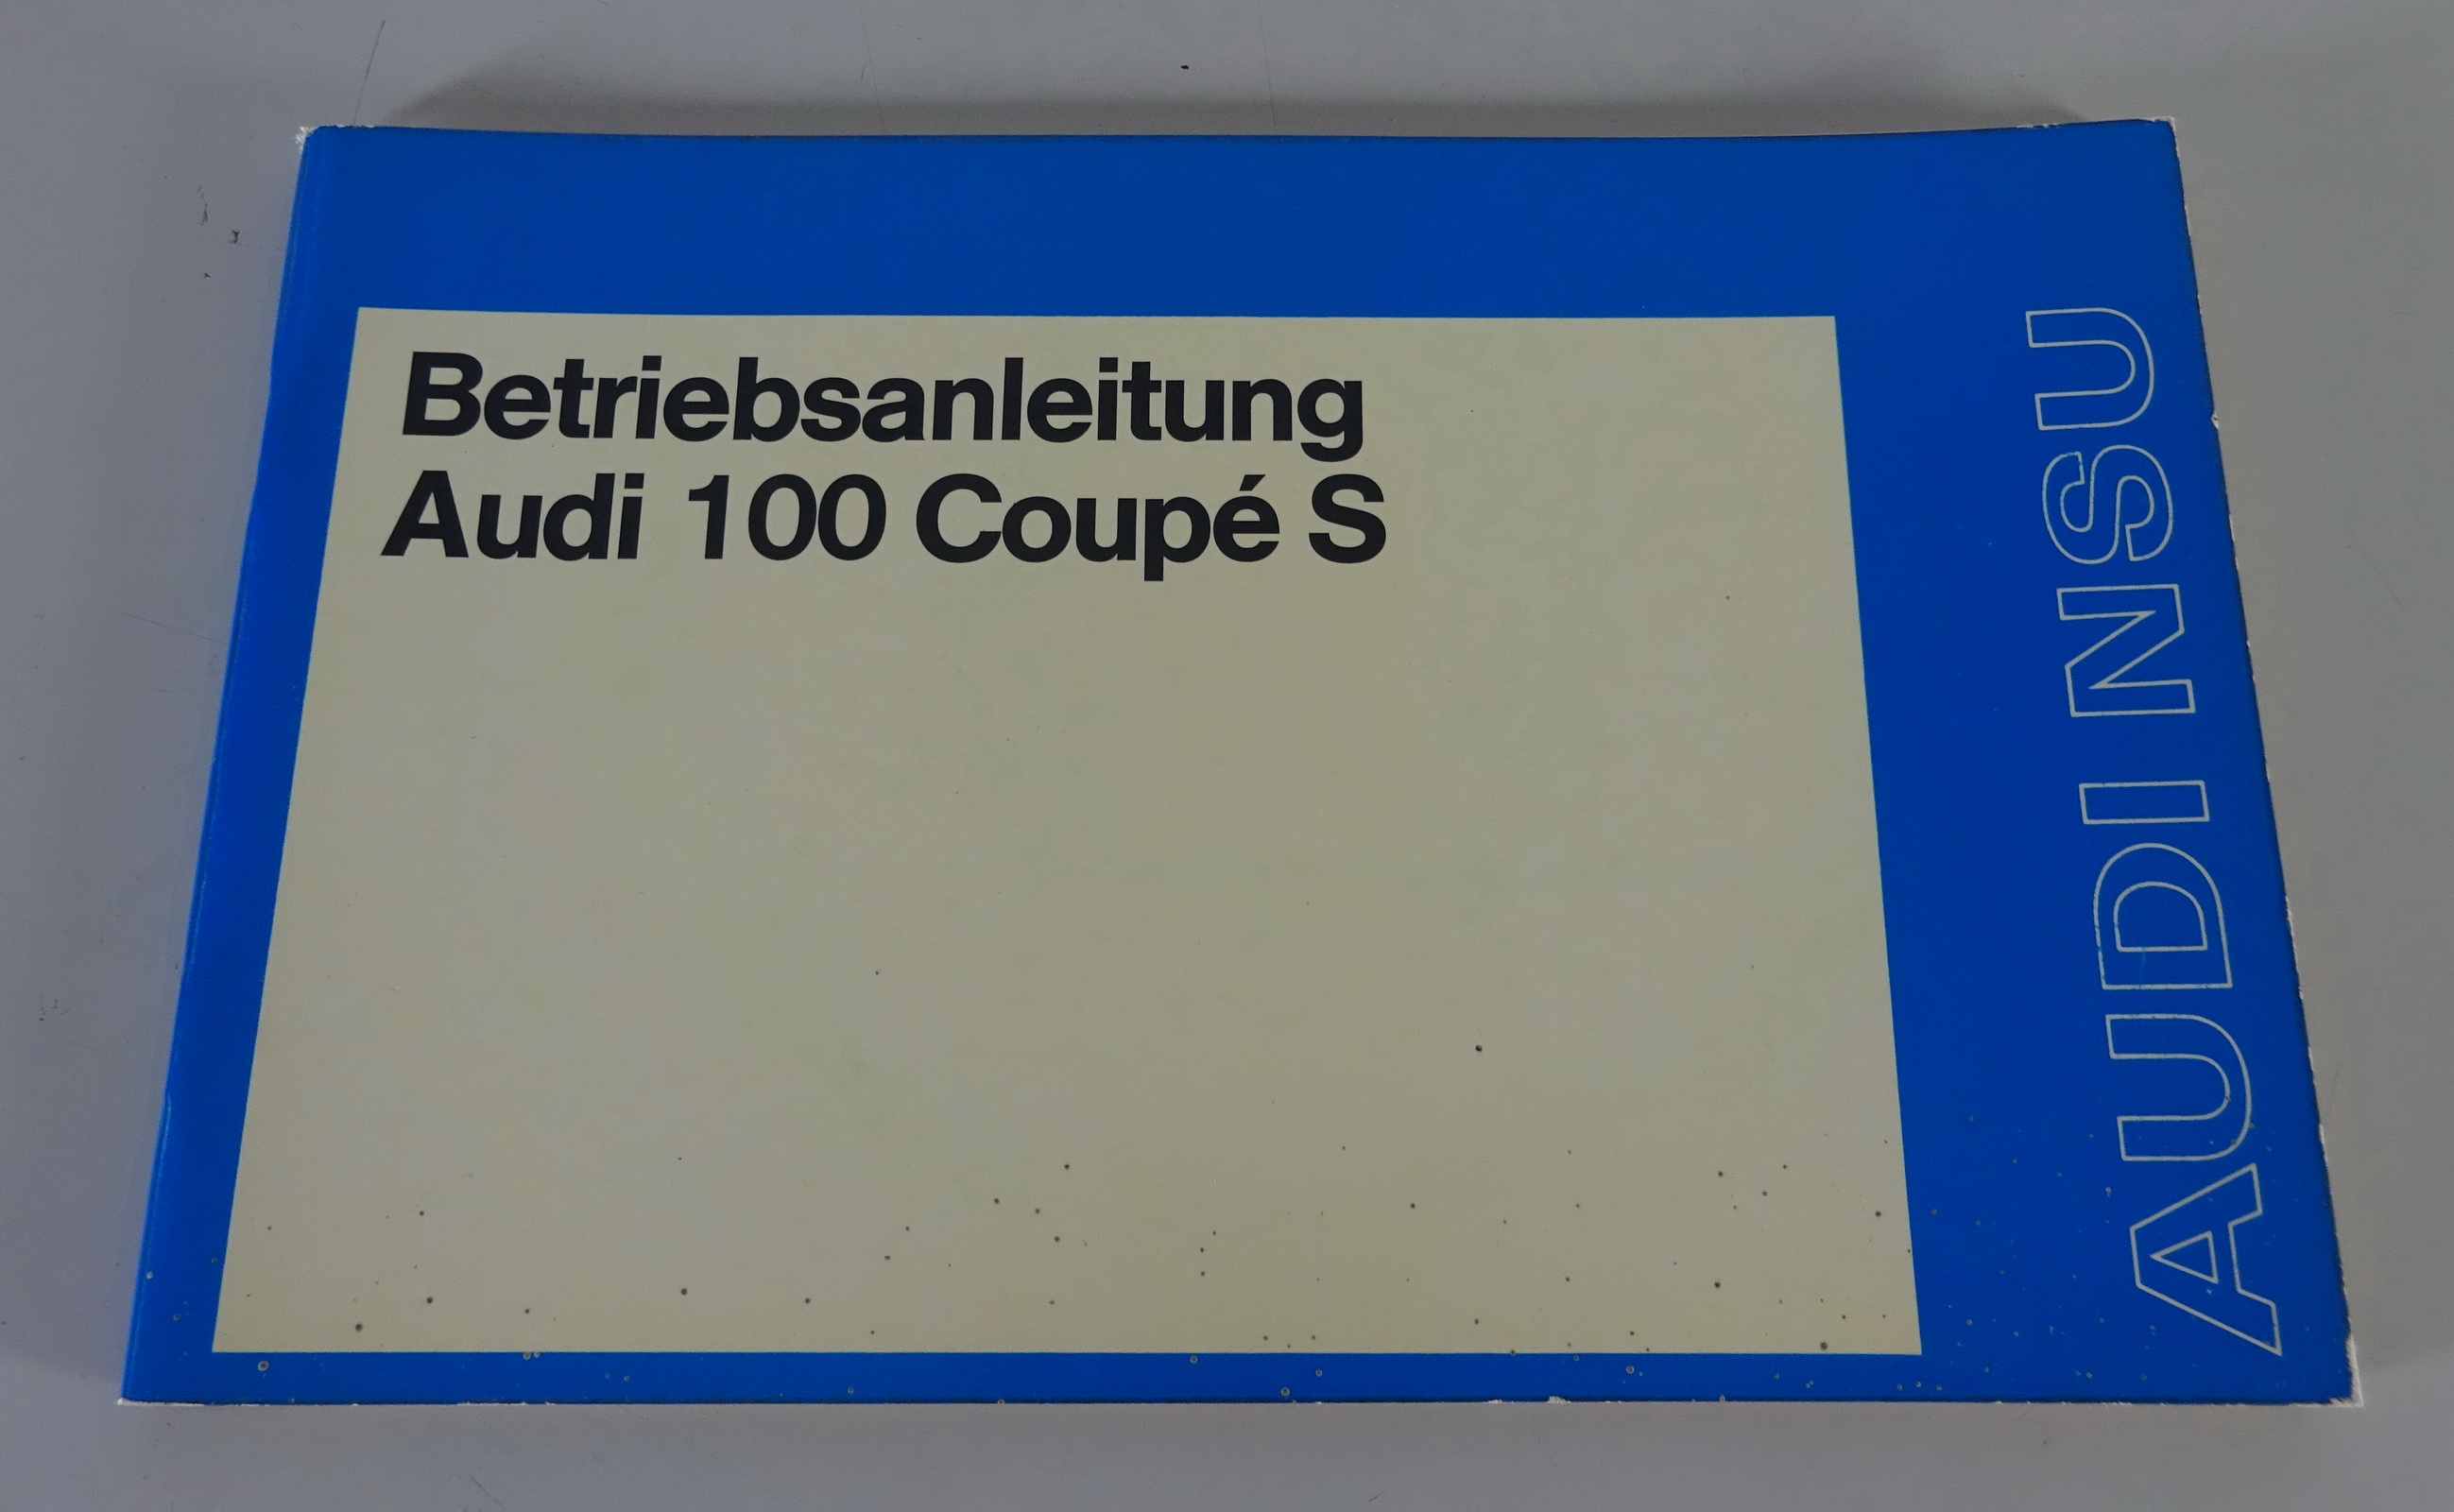 Betriebsanleitung
Audi 100 Coupé S
AUDI NSU